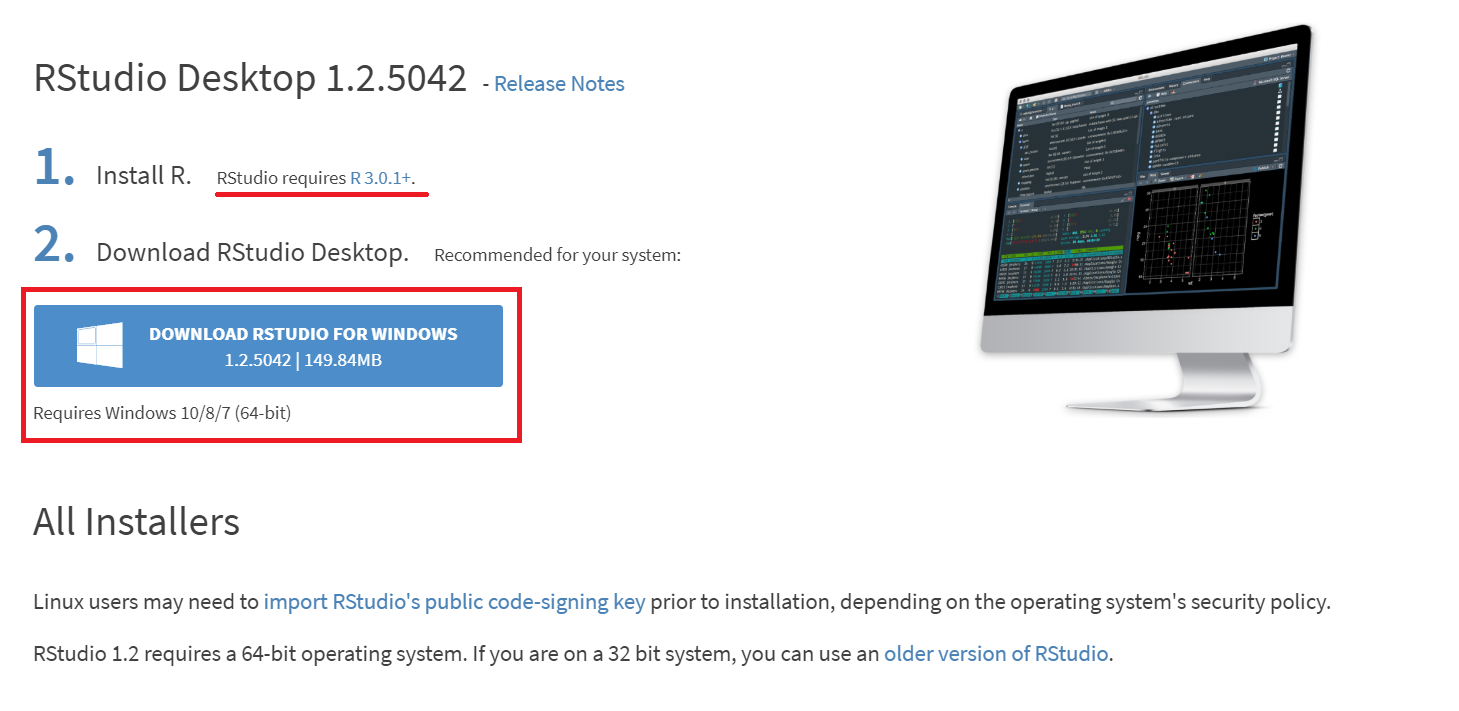 RStudio Desktop 1.2.5042 - Release Notes
1. Install R. RStudio requires R 3.0.1+.
2. Download RStudio Desktop. Recommended for your system:
DOWNLOAD RSTUDIO FOR WINDOWS
1.2.5042 | 149.84MB
Requires Windows 10/8/7 (64-bit)
All Installers
Linux users may need to import RStudio's public code-signing key prior to installation, depending on the operating system's security policy.
RStudio 1.2 requires a 64-bit operating system. If you are on a 32 bit system, you can use an older version of RStudio.